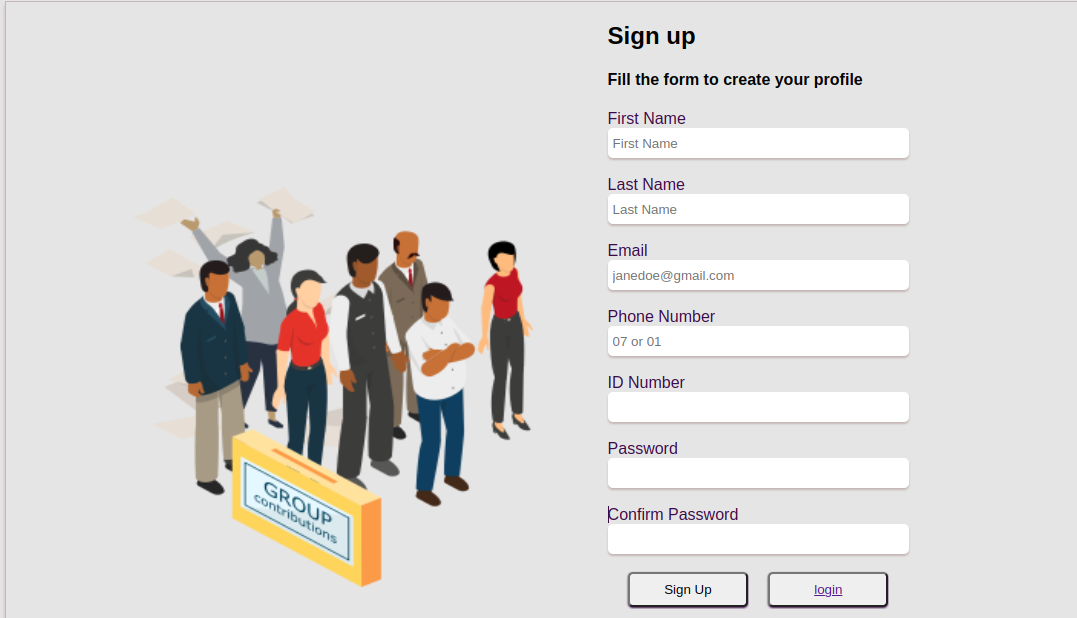 Sign up
Fill the form to create your profile
First Name
First Name
Last Name
Last Name
Email
janedoe@gmail.com
Phone Number
07 or 01
ID Number
Password
Confirm Password
Sign Up
login
GROUP
contributions